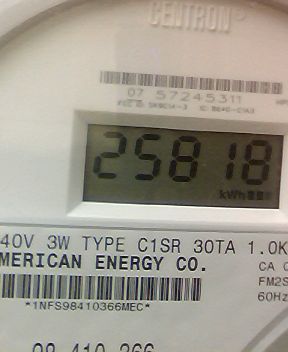 CENTRON®
07 57245311
25818
kWh
40V 3W TYPE C1SR 30TA 1.0K
MERICAN ENERGY CO.
CA 0
FM2S
60Hz
*1NFS98410366MEC*
98 410 366